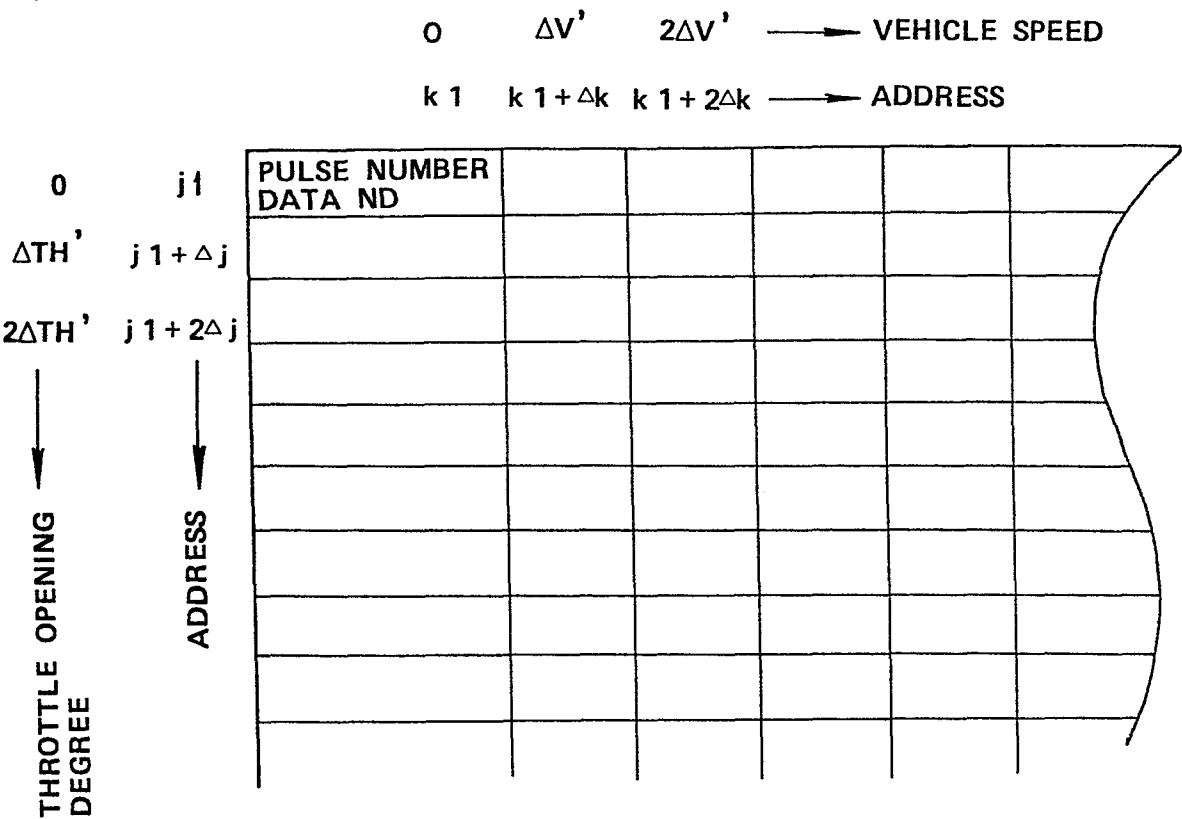 0 ΔV' 2ΔV' → VEHICLE SPEED
k 1 k 1+Δk k 1+2Δk → ADDRESS
0 j1 PULSE NUMBER
DATA ND
ΔTH' j 1+Δj
2ΔTH' j 1+2Δj
THROTTLE OPENING
DEGREE
ADDRESS